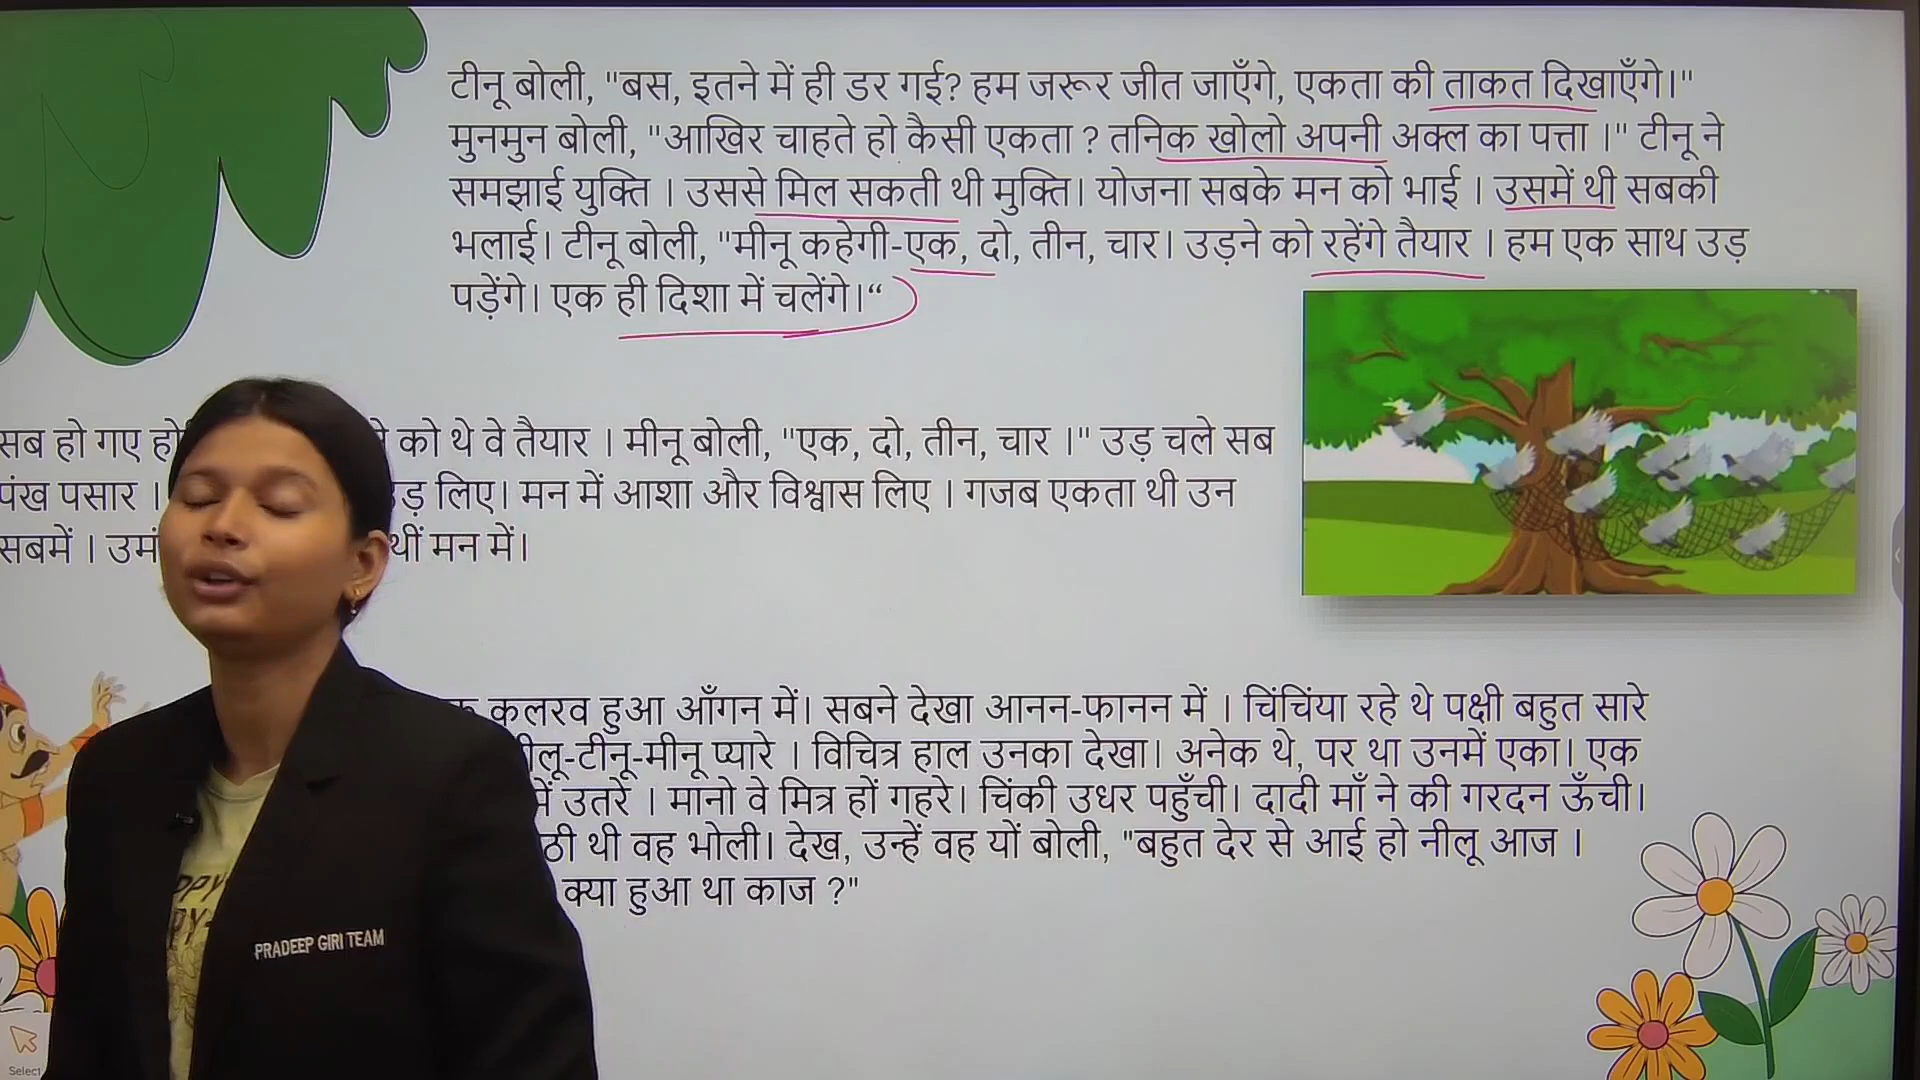 टीनू बोली, "बस, इतने में ही डर गई? हम जरूर जीत जाएँगे, एकता की ताकत दिखाएँगे।"
मुनमुन बोली, "आखिर चाहते हो कैसी एकता ? तनिक खोलो अपनी अक्ल का पत्ता ।" टीनू ने
समझाई युक्ति । उससे मिल सकती थी मुक्ति। योजना सबके मन को भाई । उसमें थी सबकी
भलाई। टीनू बोली, "मीनू कहेगी-एक, दो, तीन, चार। उड़ने को रहेंगे तैयार । हम एक साथ उड़
पड़ेंगे। एक ही दिशा में चलेंगे।“
सब हो गए को थे वे तैयार । मीनू बोली, "एक, दो, तीन, चार ।" उड़ चले सब
पंख पसार । लिए। मन में आशा और विश्वास लिए । गजब एकता थी उन
सबमें । थीं मन में।
कलरव हुआ आँगन में। सबने देखा आनन-फानन में । चिंचिंया रहे थे पक्षी बहुत सारे
टीनू-मीनू प्यारे । विचित्र हाल उनका देखा। अनेक थे, पर था उनमें एका। एक
उतरें । मानो वे मित्र हों गहरे। चिंकी उधर पहुँची। दादी माँ ने की गरदन ऊँची।
थी वह भोली। देख, उन्हें वह यों बोली, "बहुत देर से आई हो नीलू आज ।
क्या हुआ था काज ?"
PRADEEP GIRI TEAM
Select